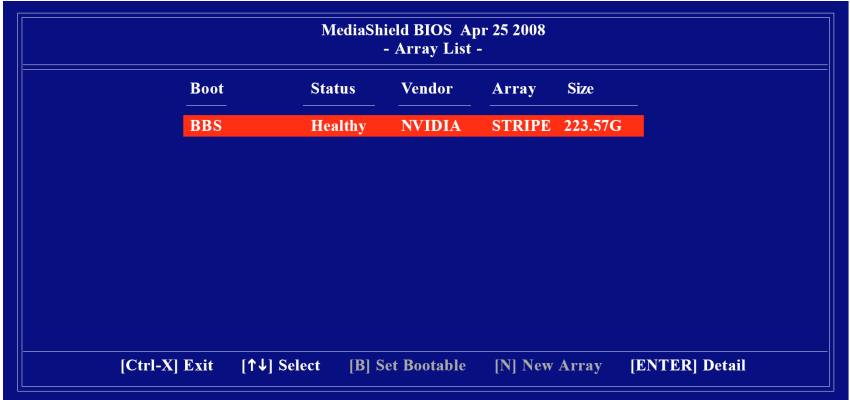 MediaShield BIOS Apr 25 2008
- Array List -
Boot Status Vendor Array Size
BBS Healthy NVIDIA STRIPE 223.57G
[Ctrl-X] Exit [↑↓] Select [B] Set Bootable [N] New Array [ENTER] Detail